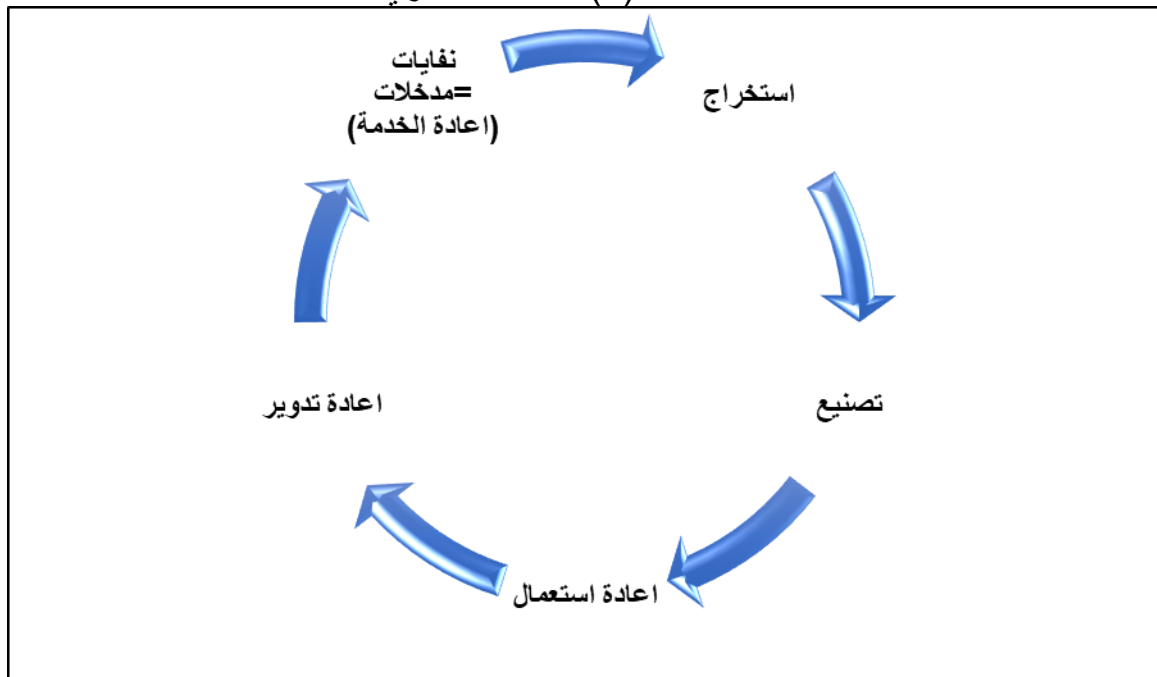 نفايات
=مدخلات
(اعادة الخدمة)
استخراج
تصنيع
اعادة استعمال
اعادة تدوير